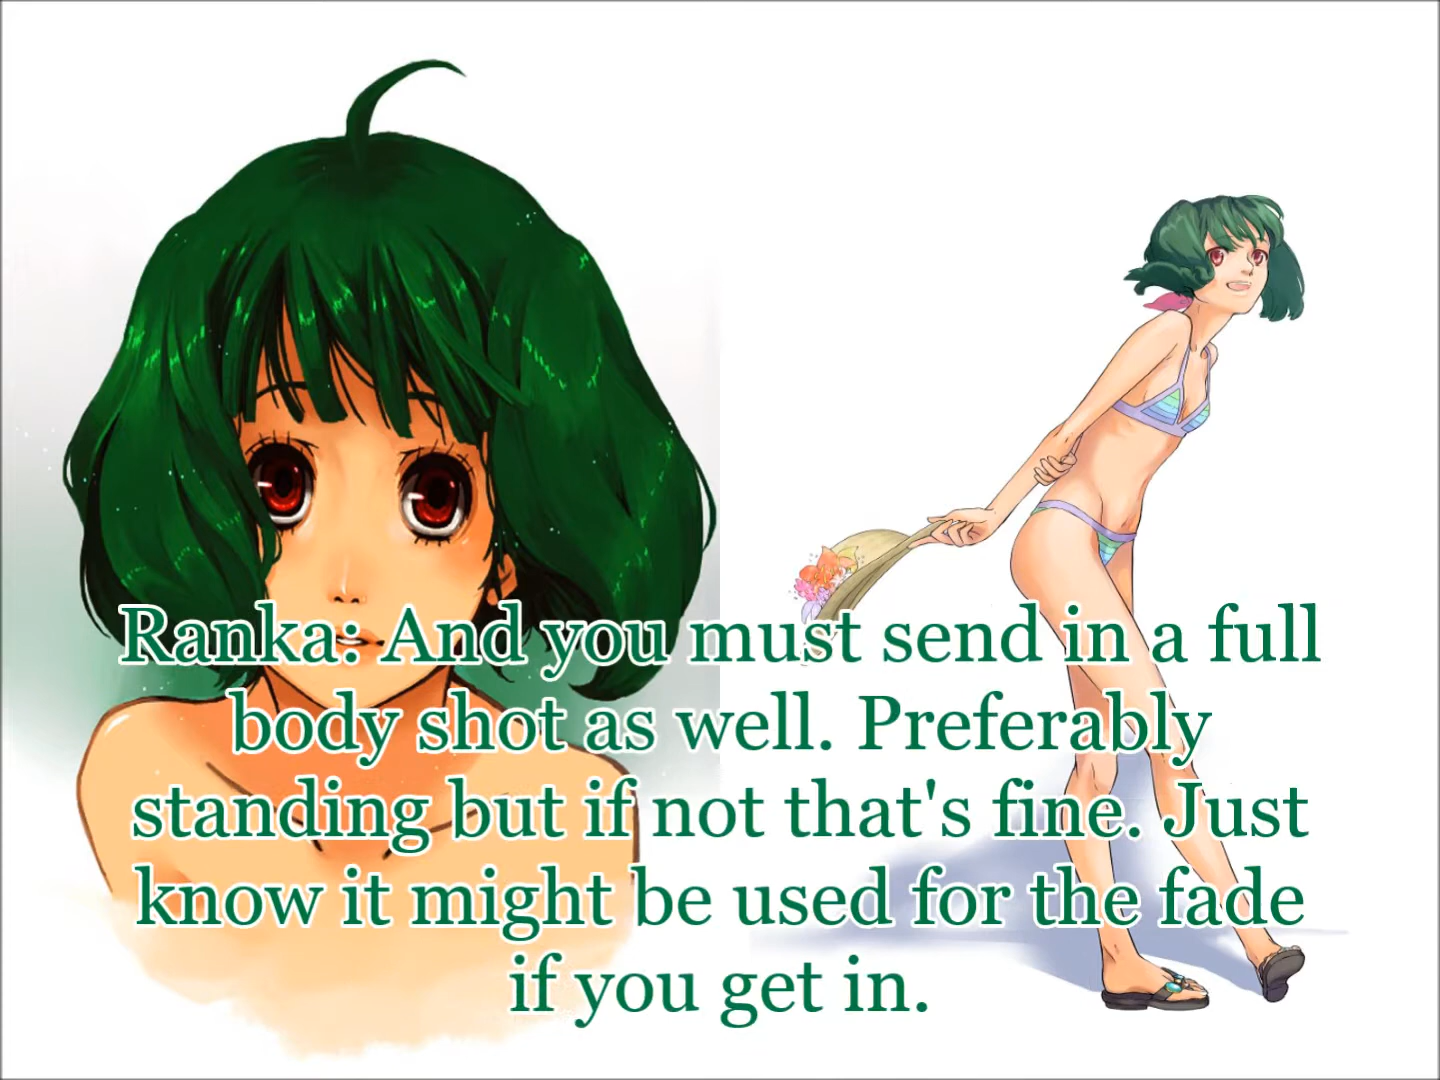 Ranka: And you must send in a full
body shot as well. Preferably
standing but if not that's fine. Just
know it might be used for the fade
if you get in.